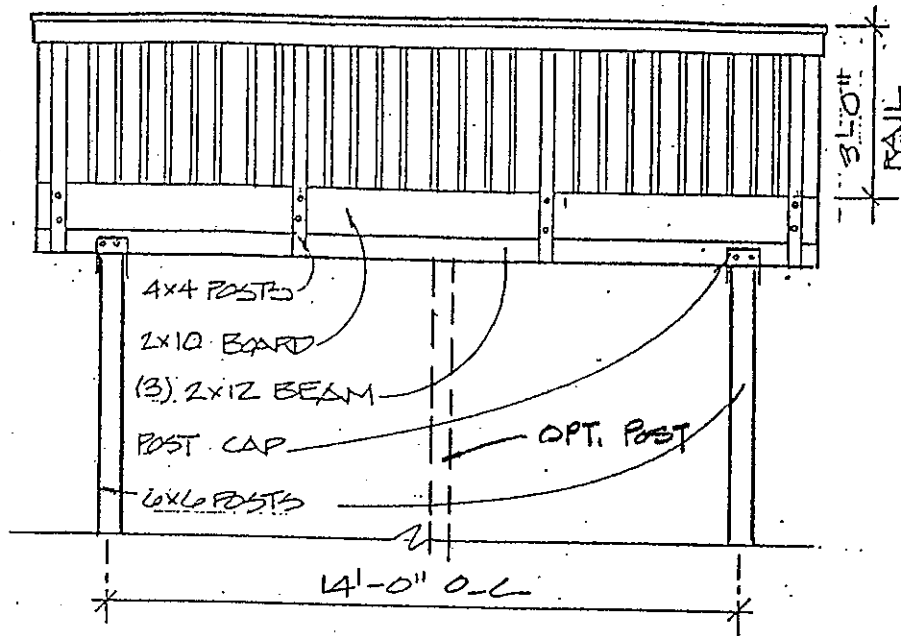 3'-0"
RAIL
4x4 POSTS
2x10 BOARD
(3) 2x12 BEAM
POST CAP
OPT. POST
6x6 POSTS
14'-0" O.C.